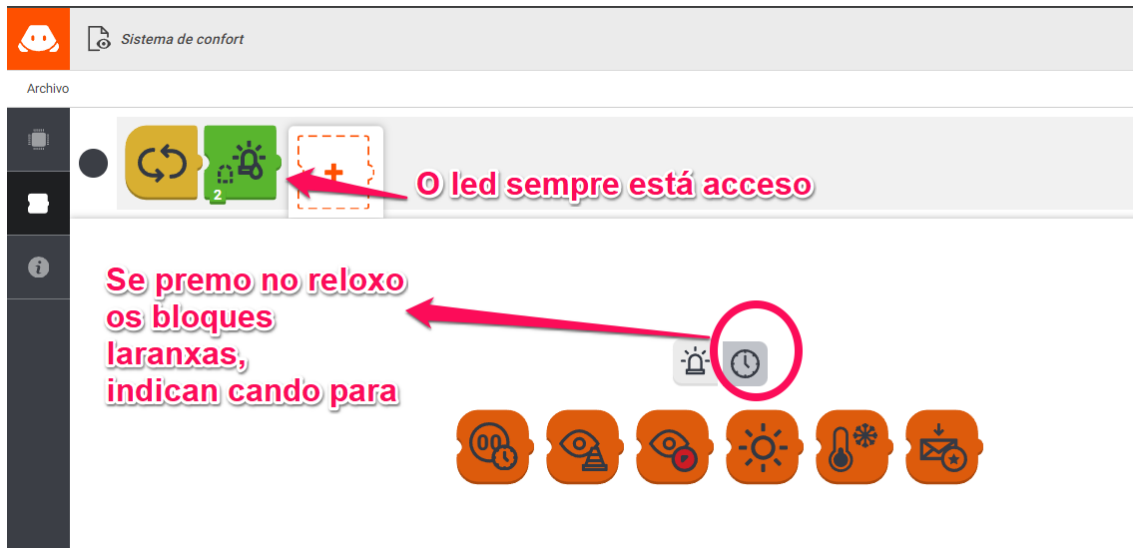 Sistema de confort
Archivo
2
O led sempre está acceso
Se premo no reloxo
os bloques
laranxas,
indican cando para
00